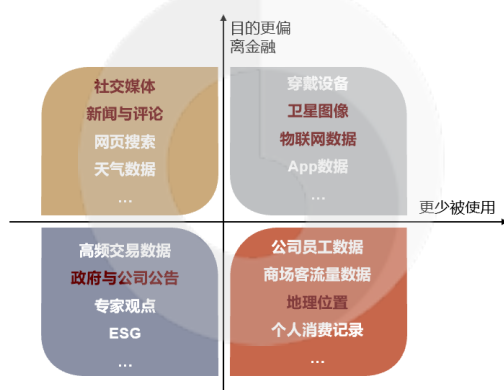 目的更偏
离金融
社交媒体
新闻与评论
网页搜索
天气数据
...
穿戴设备
卫星图像
物联网数据
App数据
...
更少被使用
高频交易数据
政府与公司公告
专家观点
ESG
...
公司员工数据
商场客流量数据
地理位置
个人消费记录
...